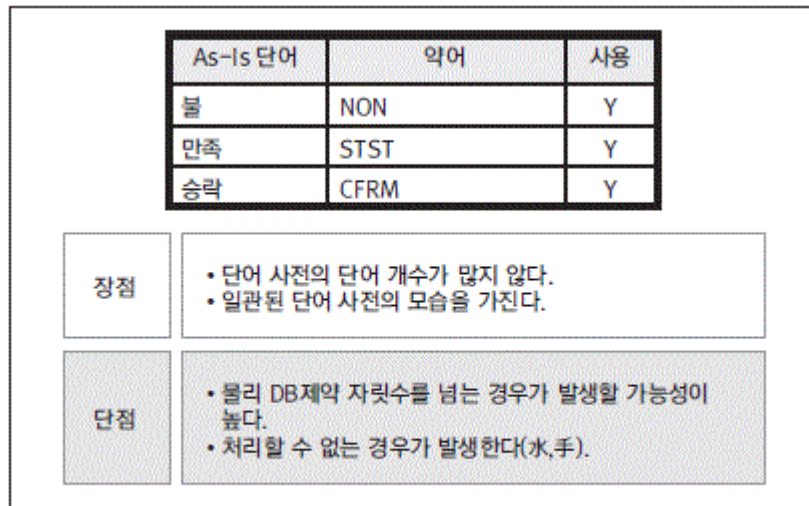 As-Is 단어 약어 사용
불 NON Y
만족 STST Y
승락 CFRM Y
장점
• 단어 사전의 단어 개수가 많지 않다.
• 일관된 단어 사전의 모습을 가진다.
단점
• 물리 DB제약 자릿수를 넘는 경우가 발생할 가능성이
높다.
• 처리할 수 없는 경우가 발생한다(水,手).